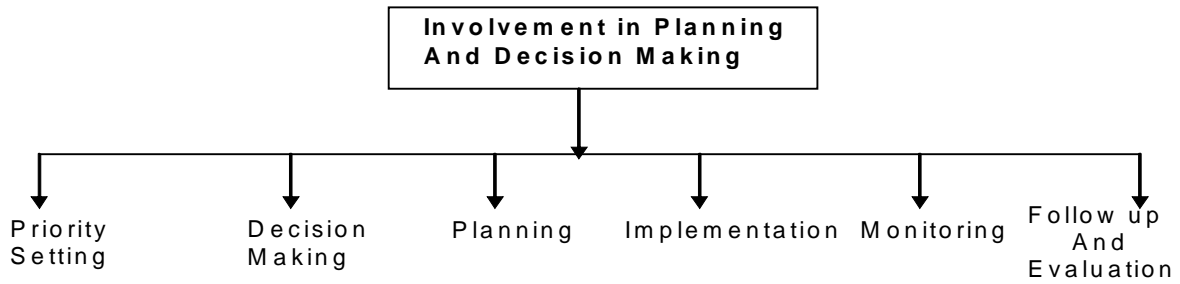 Involvement in Planning
And Decision Making
Priority
Setting
Decision
Making
Planning
Implementation
Monitoring
Follow up
And
Evaluation